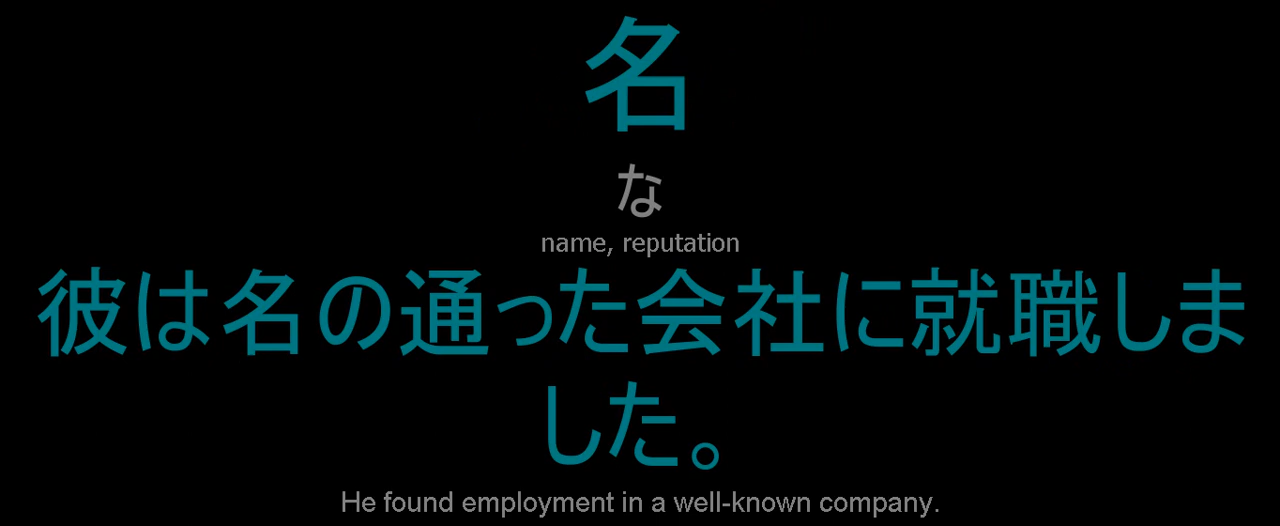 名
な
name, reputation
彼は名の通った会社に就職しま
した。
He found employment in a well-known company.